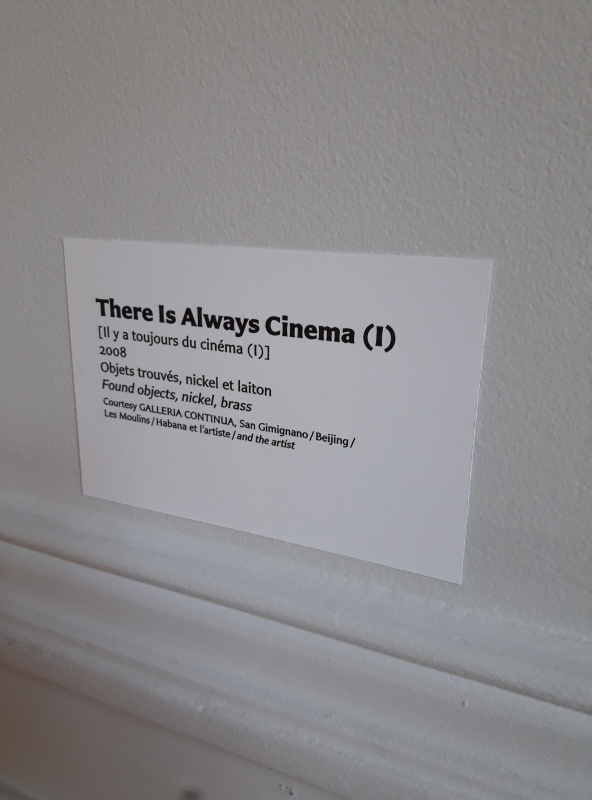 There Is Always Cinema (I)
[Il y a toujours du cinéma (I)]
2008
Objets trouvés, nickel et laiton
Found objects, nickel, brass
Courtesy GALLERIA CONTINUA, San Gimignano / Beijing /
Les Moulins / Habana et l'artiste / and the artist